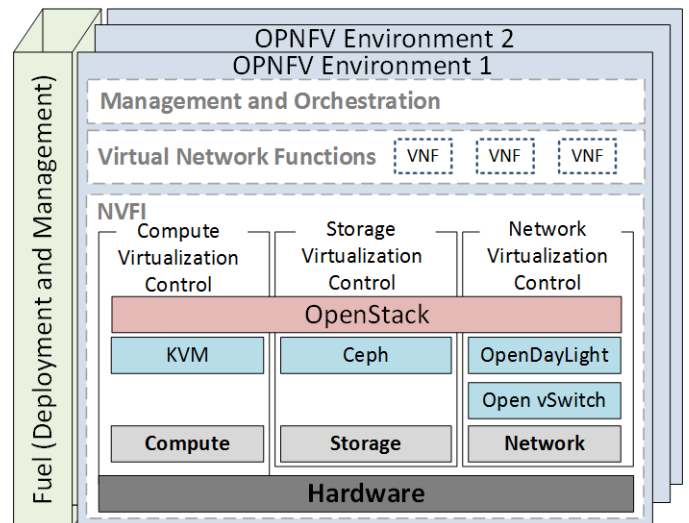 Fuel (Deployment and Management)
OPNFV Environment 2
OPNFV Environment 1
Management and Orchestration
Virtual Network Functions
VNF
VNF
VNF
NVFI
Compute
Virtualization
Control
Storage
Virtualization
Control
Network
Virtualization
Control
OpenStack
KVM
Ceph
OpenDayLight
Open vSwitch
Compute
Storage
Network
Hardware